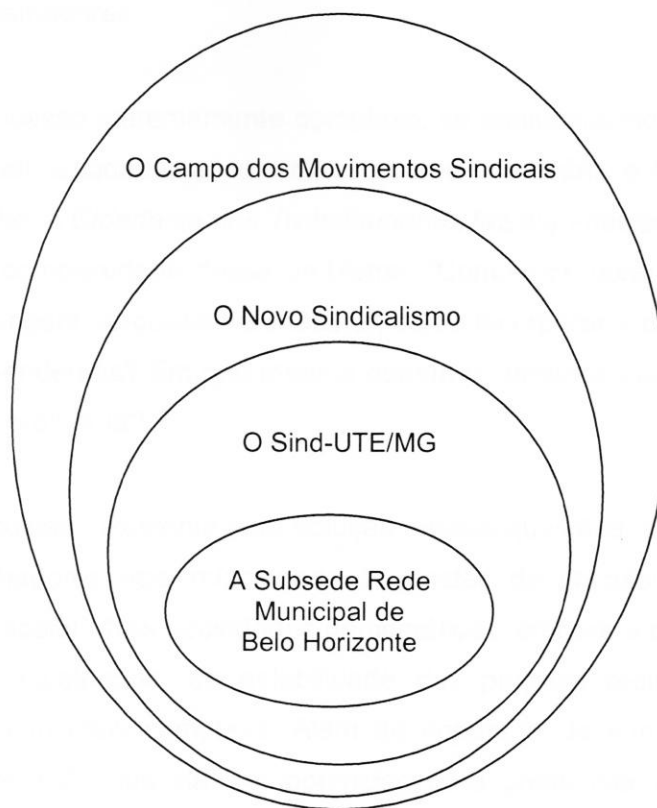 O Campo dos Movimentos Sindicais
O Novo Sindicalismo
O Sind-UTE/MG
A Subsede Rede
Municipal de
Belo Horizonte